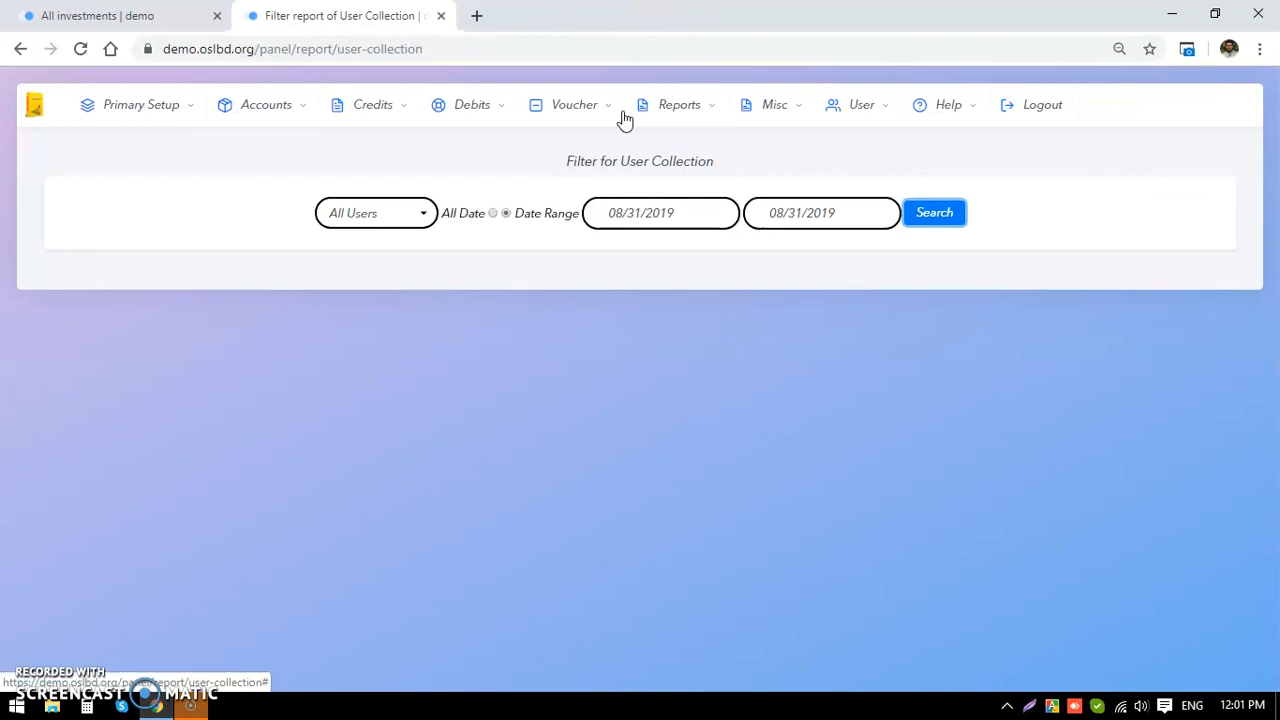 All investments | demo
Filter report of User Collection |
demo.oslbd.org/panel/report/user-collection
Primary Setup Accounts Credits Debits Voucher Reports Misc User Help Logout
Filter for User Collection
All Users All Date Date Range 08/31/2019 08/31/2019 Search
RECORDED WITH
https://demo.oslbd.org/panel/report/user-collection#
SCREENCAST MATIC
ENG 12:01 PM